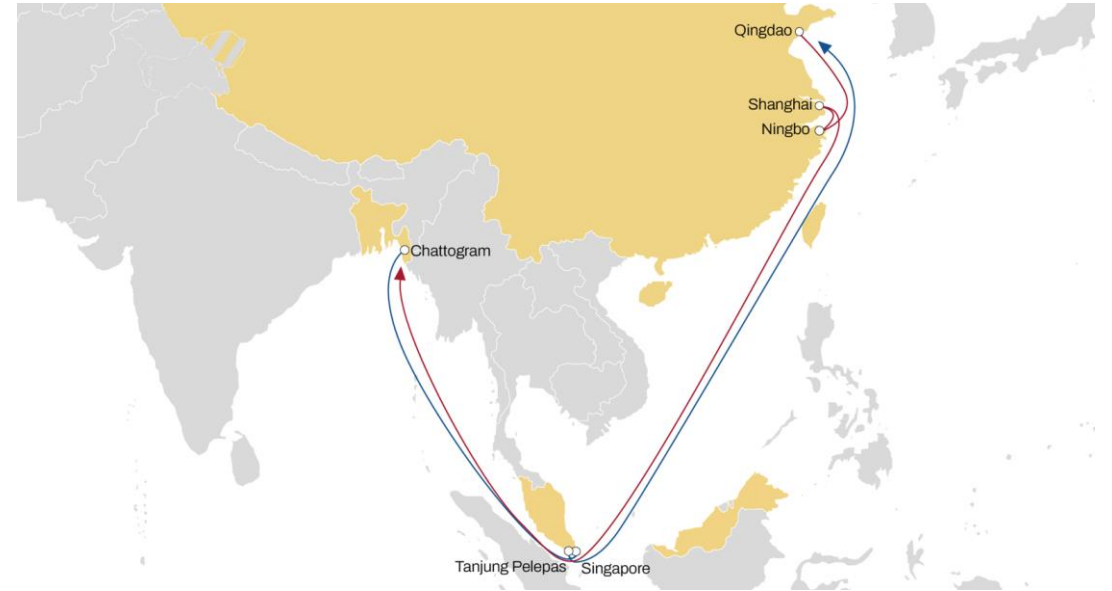 Qingdao
Shanghai
Ningbo
Chattogram
Tanjung Pelepas
Singapore